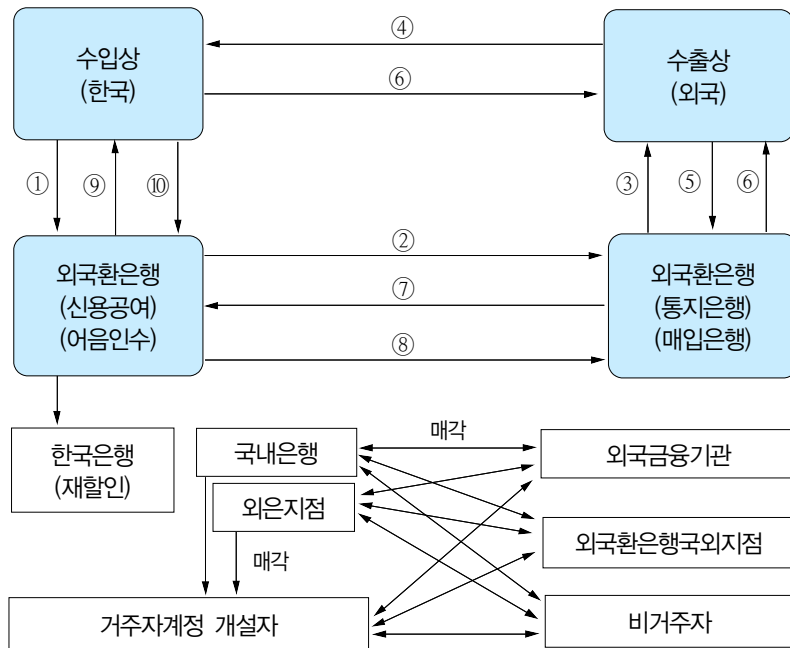 ④
수입상
(한국)
수출상
(외국)
⑥
①
⑨
⑩
③
⑤
⑥
②
외국환은행
(신용공여)
(어음인수)
외국환은행
(통지은행)
(매입은행)
⑦
⑧
한국은행
(재할인)
국내은행
매각
외국금융기관
외은지점
외국환은행국외지점
매각
거주자계정 개설자
비거주자